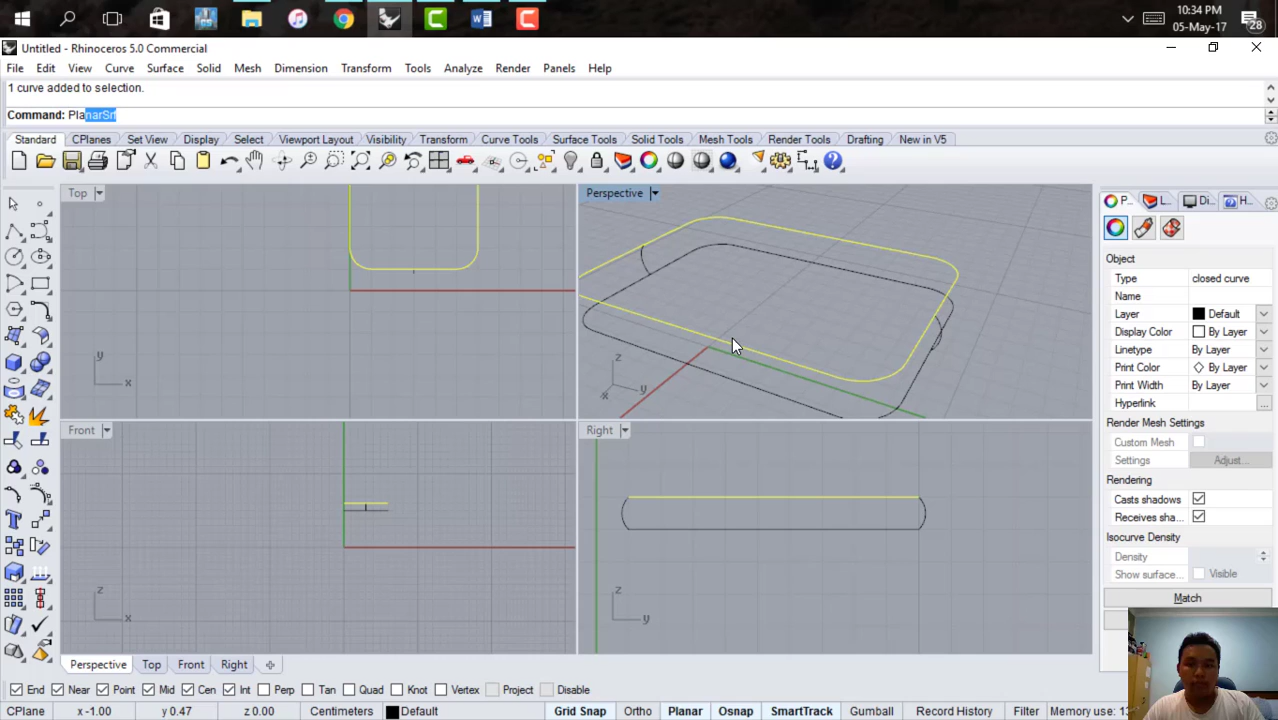 10:34 PM
05-May-17
28
Untitled - Rhinoceros 5.0 Commercial
File Edit View Curve Surface Solid Mesh Dimension Transform Tools Analyze Render Panels Help
1 curve added to selection.
Command: PlanarSrf
Standard CPlanes Set View Display Select Viewport Layout Visibility Transform Curve Tools Surface Tools Solid Tools Mesh Tools Render Tools Drafting New in V5
Top
Perspective
P... L... Di... H...
Object
Type closed curve
Name
Layer Default
Display Color By Layer
Linetype By Layer
Print Color By Layer
Print Width By Layer
Hyperlink ...
Render Mesh Settings
Custom Mesh
Settings Adjust...
Rendering
Casts shadows
Receives sha...
Isocurve Density
Density
Show surface... Visible
Match
y
x
z
y
x
Front
Right
z
x
z
y
Perspective Top Front Right
End Near Point Mid Cen Int Perp Tan Quad Knot Vertex Project Disable
CPlane x -1.00 y 0.47 z 0.00 Centimeters Default Grid Snap Ortho Planar Osnap SmartTrack Gumball Record History Filter Minutes